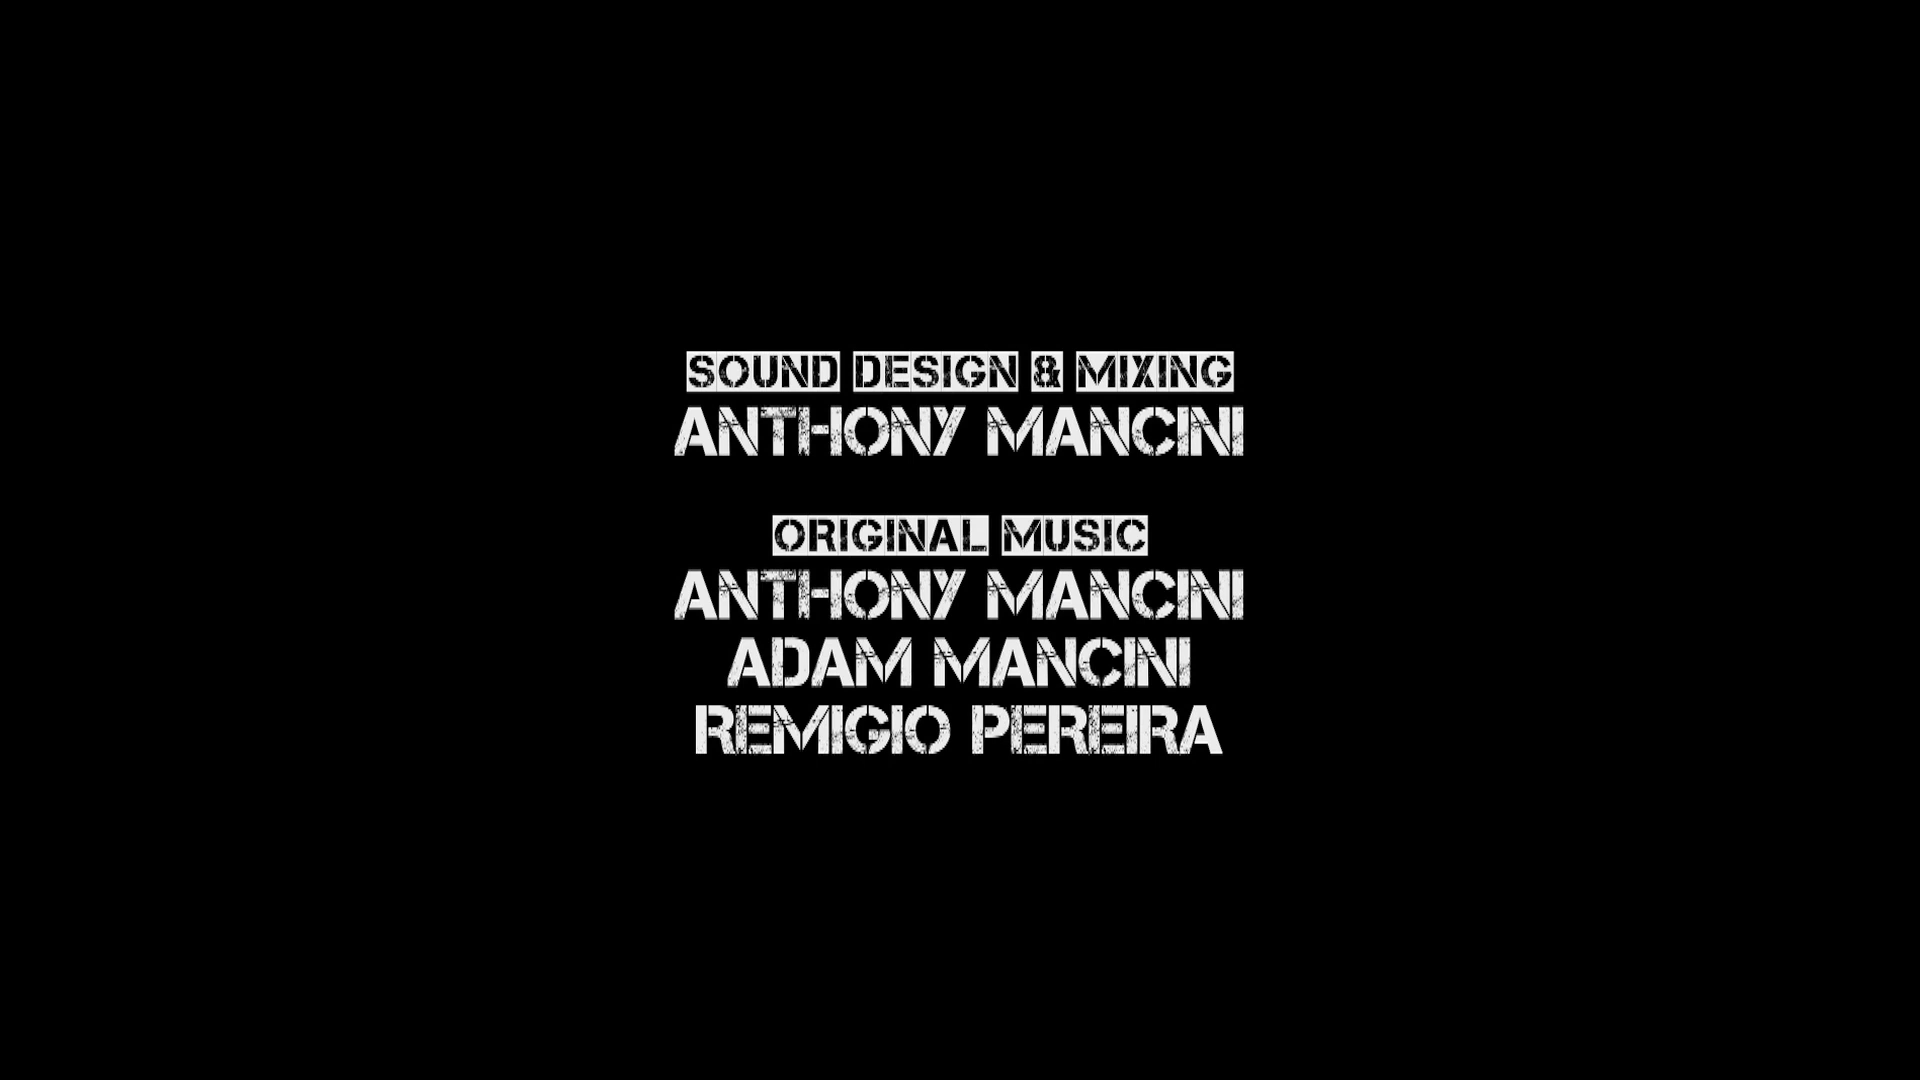 SOUND DESIGN & MIXING
ANTHONY MANCINI
ORIGINAL MUSIC
ANTHONY MANCINI
ADAM MANCINI
REMIGIO PEREIRA